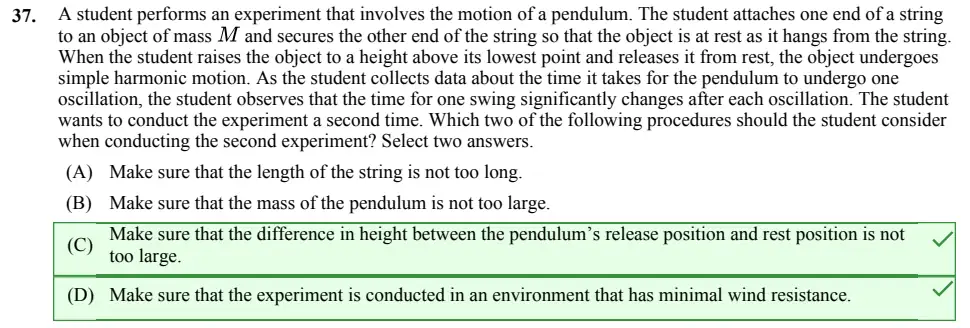 37. A student performs an experiment that involves the motion of a pendulum. The student attaches one end of a string
to an object of mass M and secures the other end of the string so that the object is at rest as it hangs from the string.
When the student raises the object to a height above its lowest point and releases it from rest, the object undergoes
simple harmonic motion. As the student collects data about the time it takes for the pendulum to undergo one
oscillation, the student observes that the time for one swing significantly changes after each oscillation. The student
wants to conduct the experiment a second time. Which two of the following procedures should the student consider
when conducting the second experiment? Select two answers.
(A) Make sure that the length of the string is not too long.
(B) Make sure that the mass of the pendulum is not too large.
(C) Make sure that the difference in height between the pendulum's release position and rest position is not
too large.
(D) Make sure that the experiment is conducted in an environment that has minimal wind resistance.